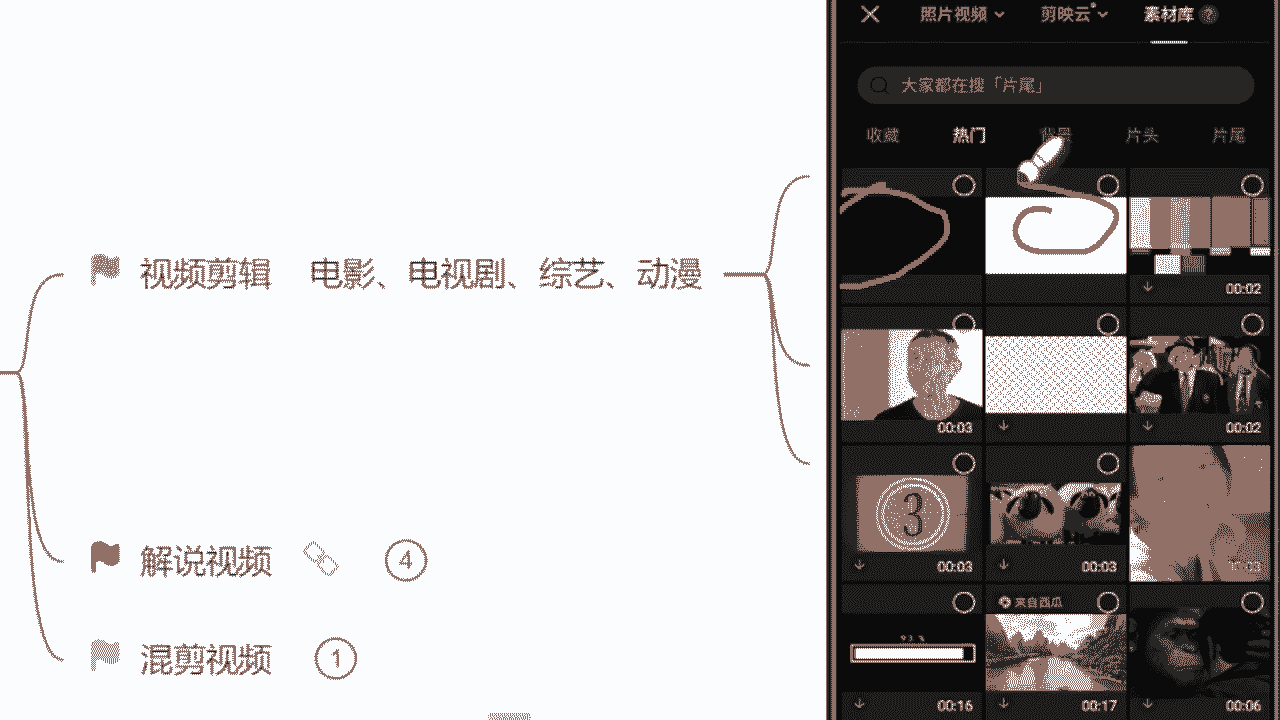 照片视频 剪映云 素材库
大家都在搜「片尾」
收藏 热门 背景 片头 片尾
视频剪辑 电影、电视剧、综艺、动漫
00:02
00:03 00:02
3
00:03 00:03
解说视频 4
来自西瓜
混剪视频 1
00:16 00:17 00:06